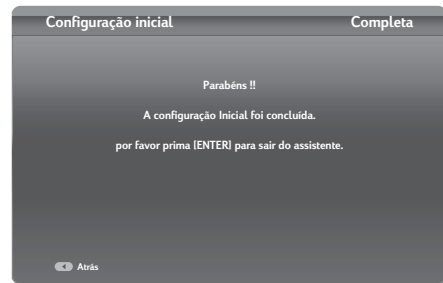 Configuração inicial Completa
Parabéns !!
A configuração Inicial foi concluída.
por favor prima [ENTER] para sair do assistente.
Atrás